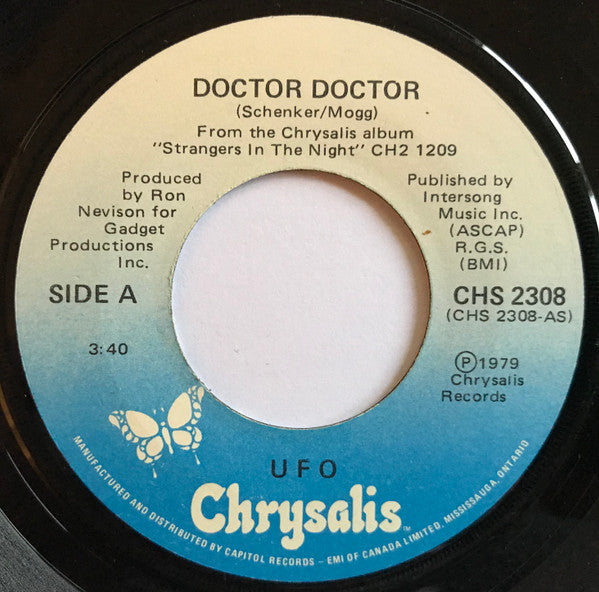 DOCTOR DOCTOR
(Schenker/Mogg)
From the Chrysalis album
"Strangers In The Night" CH2 1209
Produced
by Ron
Nevison for
Gadget
Productions
Inc.
Published by
Intersong
Music Inc.
(ASCAP)
R.G.S.
(BMI)
SIDE A
CHS 2308
(CHS 2308-AS)
3:40
Ⓟ1979
Chrysalis
Records
UFO
Chrysalis™
MANUFACTURED AND DISTRIBUTED BY CAPITOL RECORDS – EMI OF CANADA LIMITED, MISSISSAUGA, ONTARIO